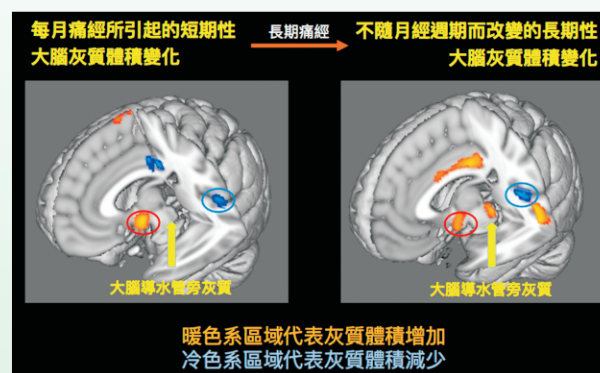 每月痛經所引起的短期性
大腦灰質體積變化
長期痛經
不隨月經週期而改變的長期性
大腦灰質體積變化
大腦導水管旁灰質
大腦導水管旁灰質
暖色系區域代表灰質體積增加
冷色系區域代表灰質體積減少